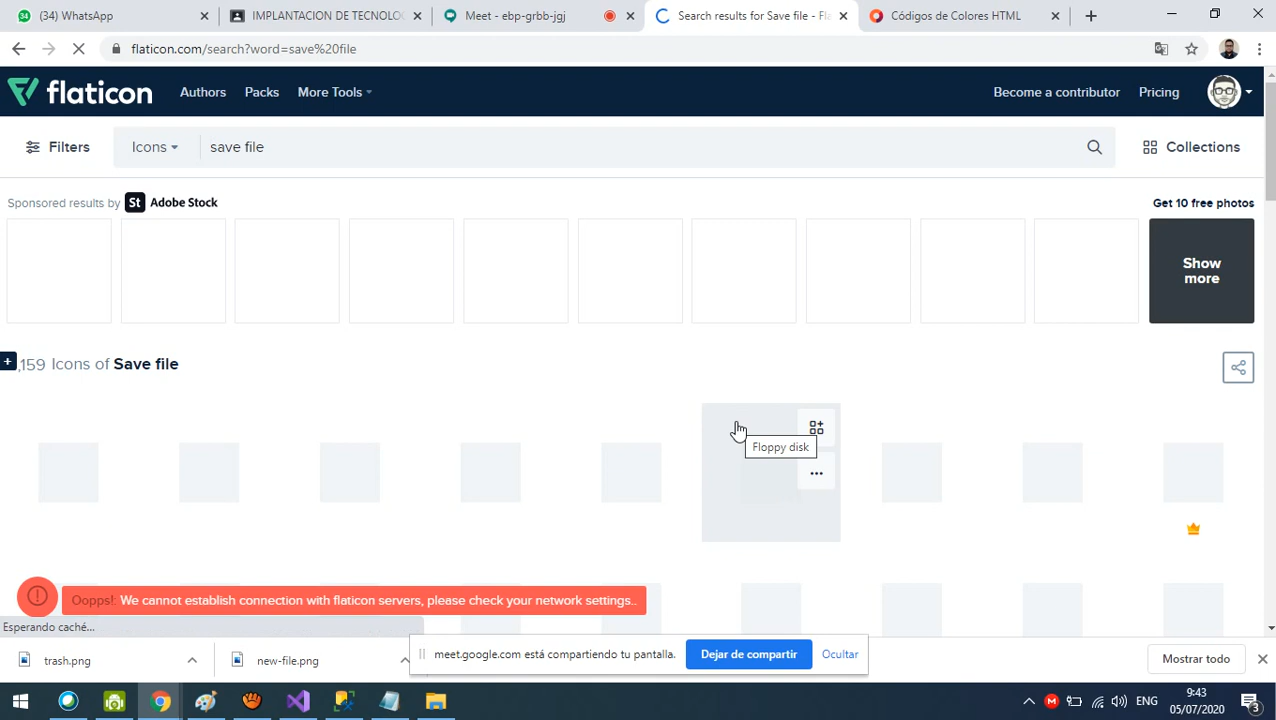 (34) WhatsApp
IMPLANTACION DE TECNOLO
Meet - ebp-grbb-jgj
Search results for Save file - Fla
Códigos de Colores HTML
flaticon.com/search?word=save%20file
flaticon
Authors
Packs
More Tools
Become a contributor
Pricing
Filters
Icons
save file
Collections
Sponsored results by St Adobe Stock
Get 10 free photos
Show
more
+
,159 Icons of Save file
Floppy disk
Oopps!: We cannot establish connection with flaticon servers, please check your network settings..
Esperando caché...
meet.google.com está compartiendo tu pantalla.
Dejar de compartir
Ocultar
trash.png
new-file.png
Mostrar todo
ENG
9:43
05/07/2020
3